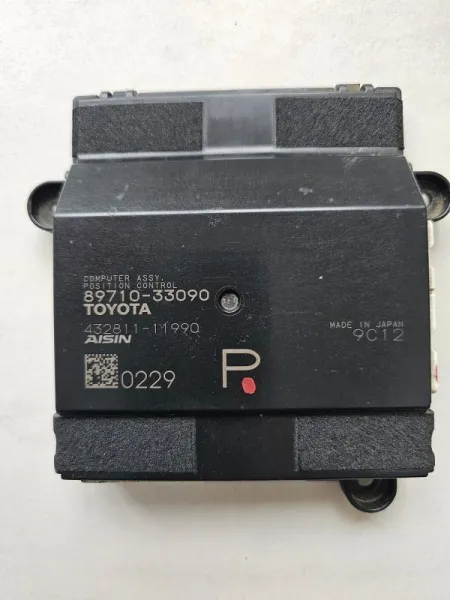 COMPUTER ASSY.
POSITION CONTROL
89710-33090
TOYOTA
432811-11990
AISIN
MADE IN JAPAN
9C12
0229
P